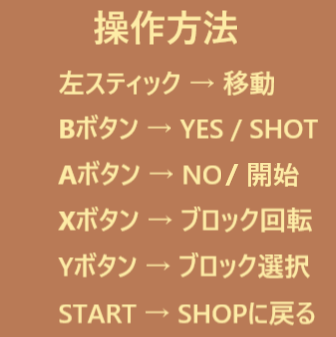 操作方法
左スティック → 移動
Bボタン → YES / SHOT
Aボタン → NO / 開始
Xボタン → ブロック回転
Yボタン → ブロック選択
START → SHOPに戻る